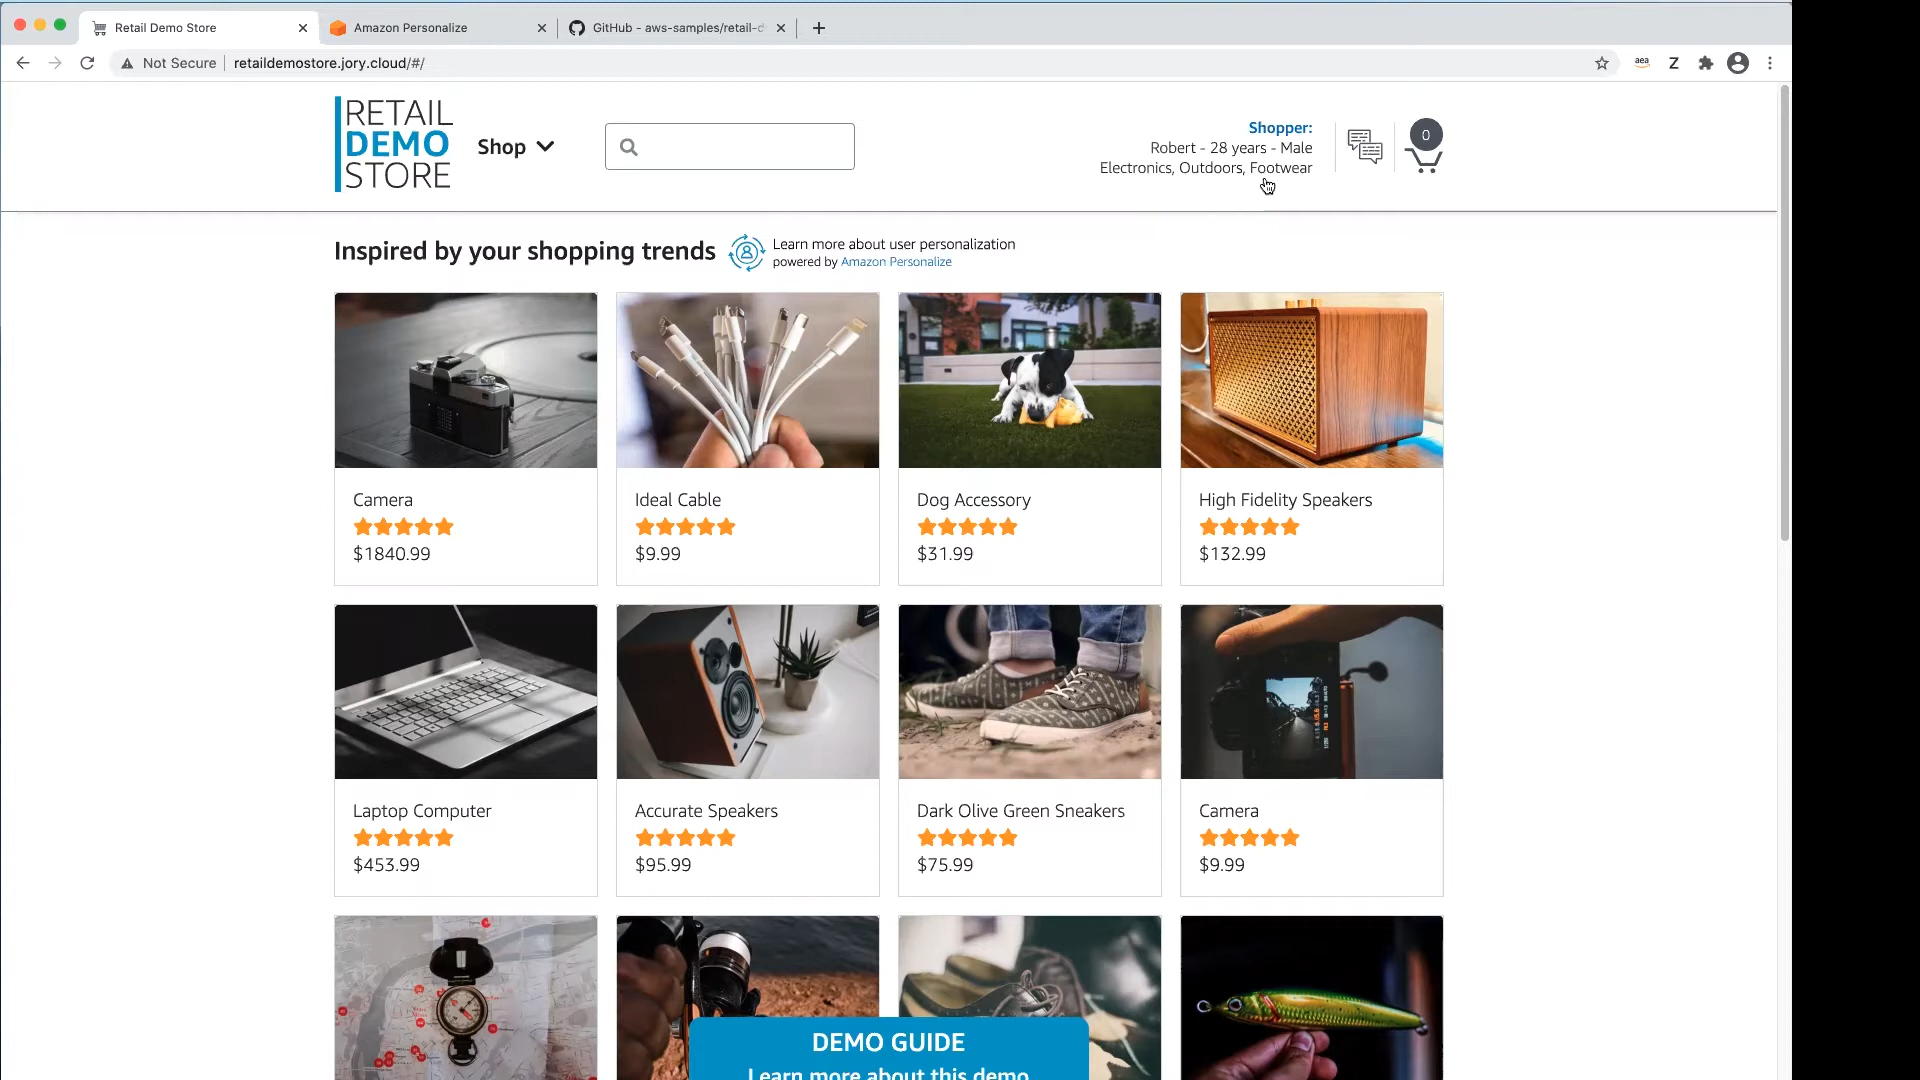 Retail Demo Store
Amazon Personalize
GitHub - aws-samples/retail-d
Not Secure
retaildemostore.jory.cloud/#/
aea
Z
RETAIL
DEMO
STORE
Shop
Shopper:
Robert - 28 years - Male
Electronics, Outdoors, Footwear
0
Inspired by your shopping trends
Learn more about user personalization
powered by Amazon Personalize
Camera
$1840.99
Ideal Cable
$9.99
Dog Accessory
$31.99
High Fidelity Speakers
$132.99
Laptop Computer
$453.99
Accurate Speakers
$95.99
Dark Olive Green Sneakers
$75.99
Camera
$9.99
DEMO GUIDE
Learn more about this demo